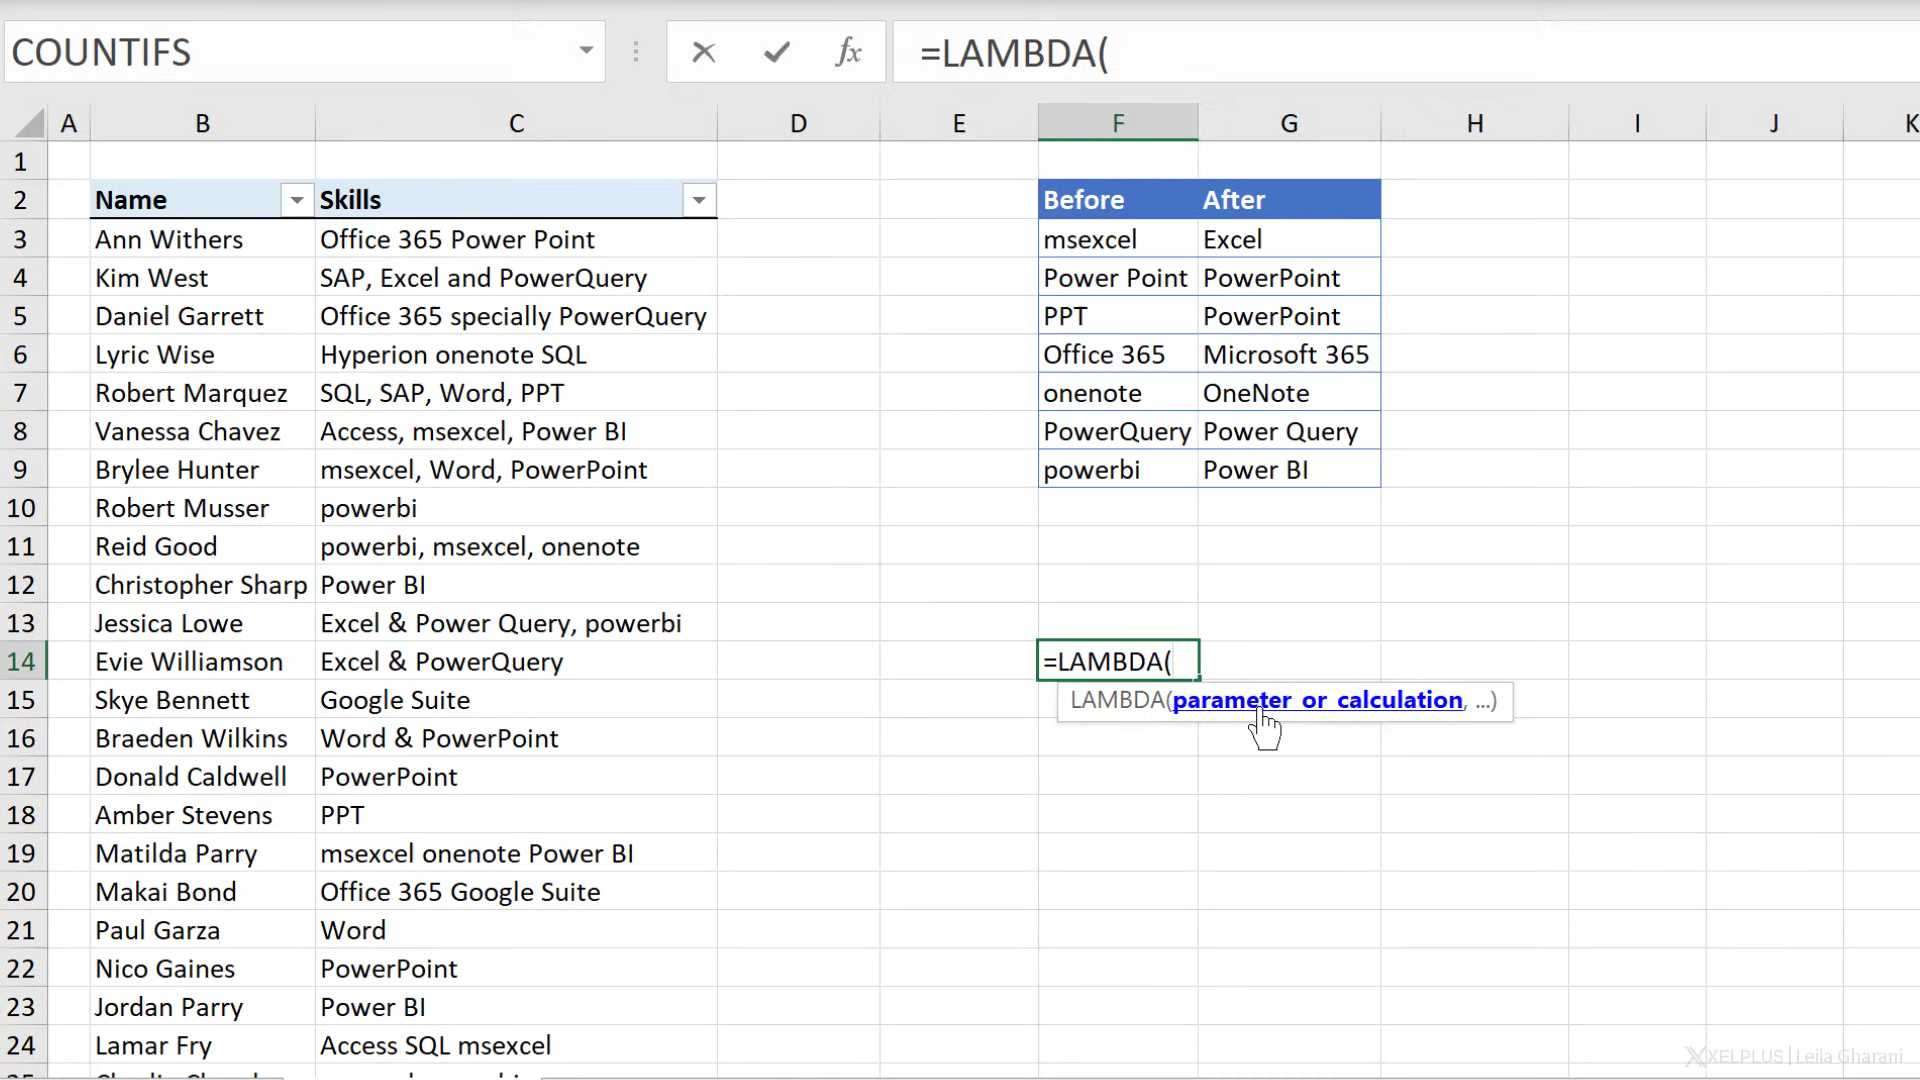 COUNTIFS
fx
=LAMBDA(
A B C D E F G H I J K
1
2 Name Skills Before After
3 Ann Withers Office 365 Power Point msexcel Excel
4 Kim West SAP, Excel and PowerQuery Power Point PowerPoint
5 Daniel Garrett Office 365 specially PowerQuery PPT PowerPoint
6 Lyric Wise Hyperion onenote SQL Office 365 Microsoft 365
7 Robert Marquez SQL, SAP, Word, PPT onenote OneNote
8 Vanessa Chavez Access, msexcel, Power BI PowerQuery Power Query
9 Brylee Hunter msexcel, Word, PowerPoint powerbi Power BI
10 Robert Musser powerbi
11 Reid Good powerbi, msexcel, onenote
12 Christopher Sharp Power BI
13 Jessica Lowe Excel & Power Query, powerbi
14 Evie Williamson Excel & PowerQuery =LAMBDA(
15 Skye Bennett Google Suite LAMBDA(parameter_or_calculation, ...)
16 Braeden Wilkins Word & PowerPoint
17 Donald Caldwell PowerPoint
18 Amber Stevens PPT
19 Matilda Parry msexcel onenote Power BI
20 Makai Bond Office 365 Google Suite
21 Paul Garza Word
22 Nico Gaines PowerPoint
23 Jordan Parry Power BI
24 Lamar Fry Access SQL msexcel
XELPLUS | Leila Gharani